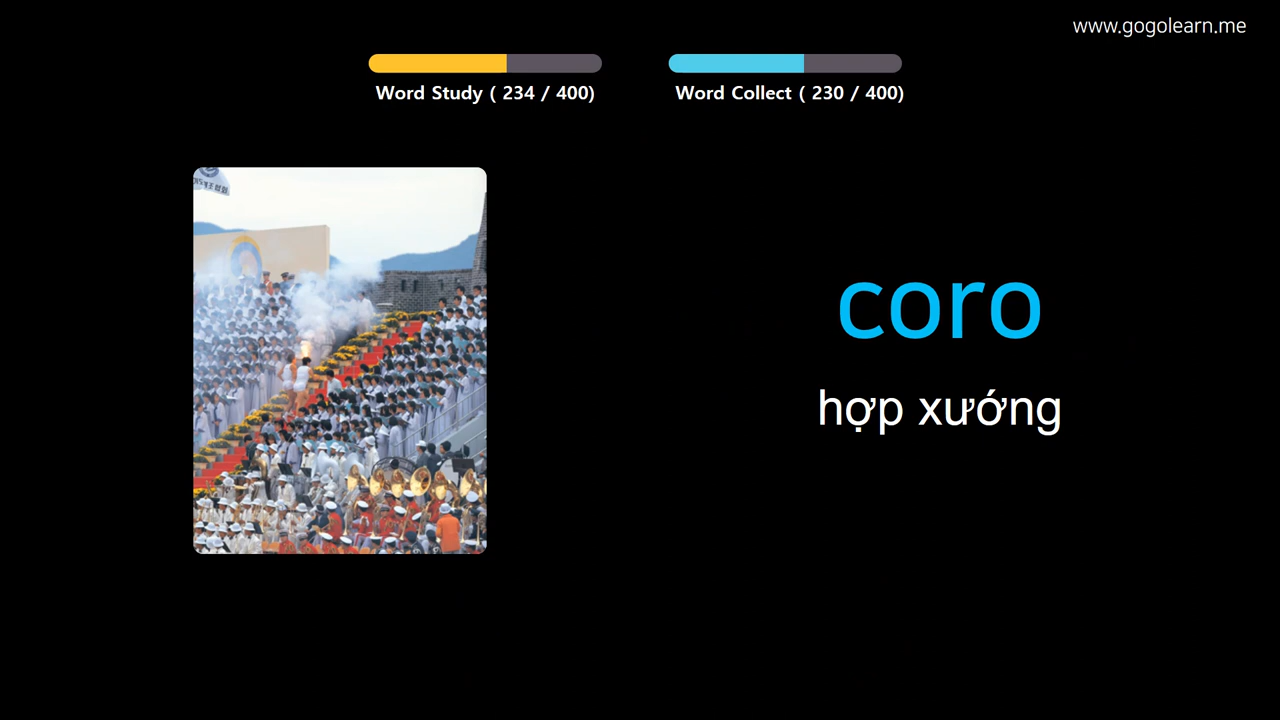 www.gogolearn.me
Word Study ( 234 / 400)
Word Collect ( 230 / 400)
coro
hợp xướng